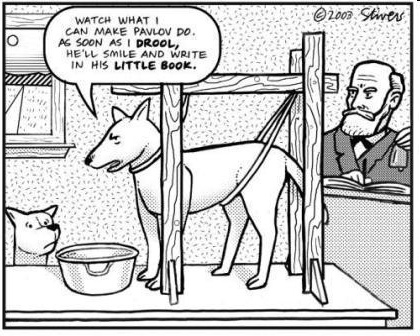 ©2003 Stivers
WATCH WHAT I
CAN MAKE PAVLOV DO.
AS SOON AS I DROOL,
HE'LL SMILE AND WRITE
IN HIS LITTLE BOOK.